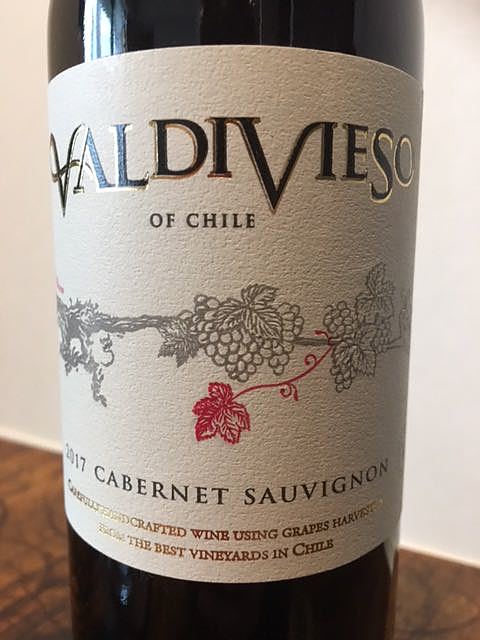 VALDIVIESO
OF CHILE
2017 CABERNET SAUVIGNON
CAREFULLY HANDCRAFTED WINE USING GRAPES HARVESTED
FROM THE BEST VINEYARDS IN CHILE